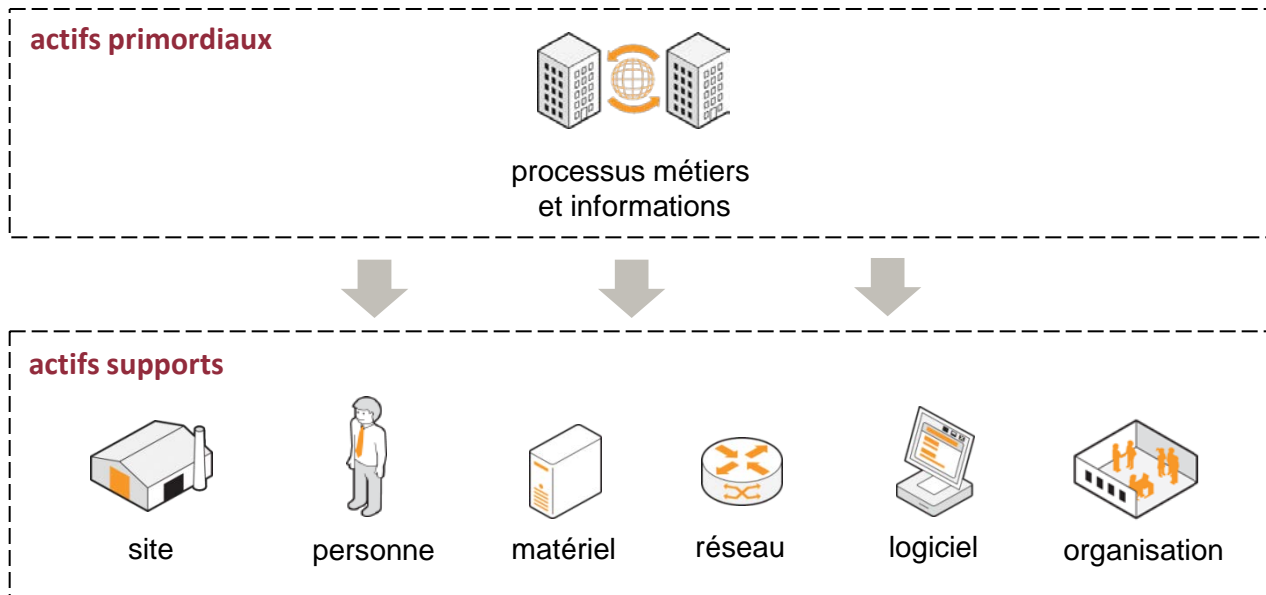 actifs primordiaux
processus métiers
et informations
actifs supports
site
personne
matériel
réseau
logiciel
organisation